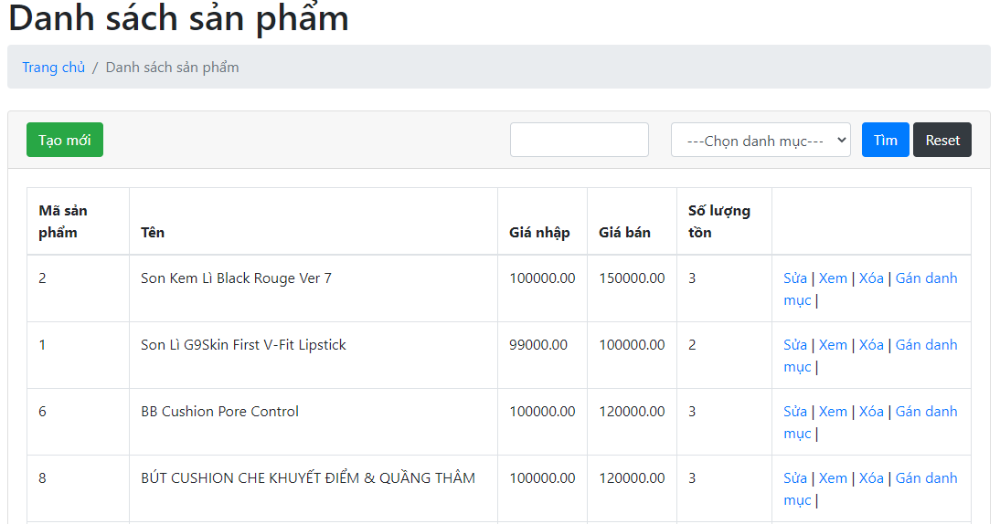 Danh sách sản phẩm
Trang chủ / Danh sách sản phẩm
Tạo mới ---Chọn danh mục--- Tìm Reset
Mã sản phẩm Tên Giá nhập Giá bán Số lượng tồn
2 Son Kem Lì Black Rouge Ver 7 100000.00 150000.00 3 Sửa | Xem | Xóa | Gán danh mục |
1 Son Lì G9Skin First V-Fit Lipstick 99000.00 100000.00 2 Sửa | Xem | Xóa | Gán danh mục |
6 BB Cushion Pore Control 100000.00 120000.00 3 Sửa | Xem | Xóa | Gán danh mục |
8 BÚT CUSHION CHE KHUYẾT ĐIỂM & QUẦNG THÂM 100000.00 120000.00 3 Sửa | Xem | Xóa | Gán danh mục |